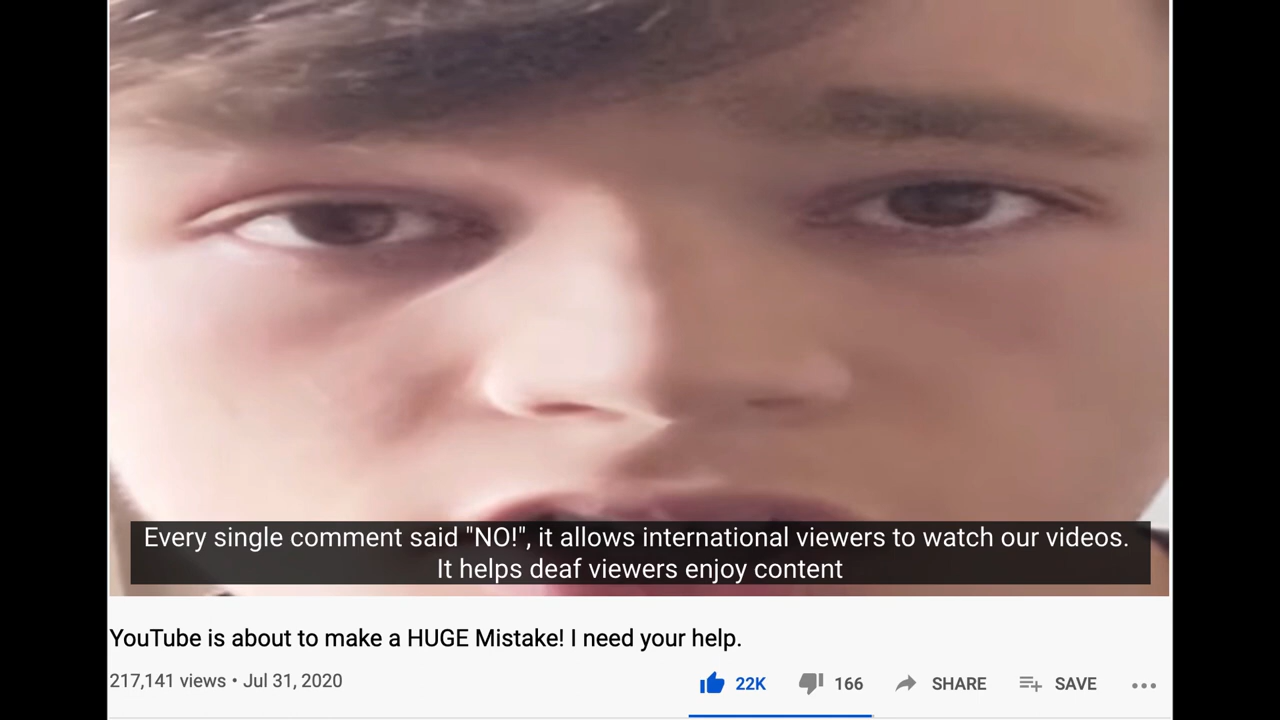 Every single comment said "NO!", it allows international viewers to watch our videos.
It helps deaf viewers enjoy content
YouTube is about to make a HUGE Mistake! I need your help.
217,141 views • Jul 31, 2020 22K 166 SHARE SAVE